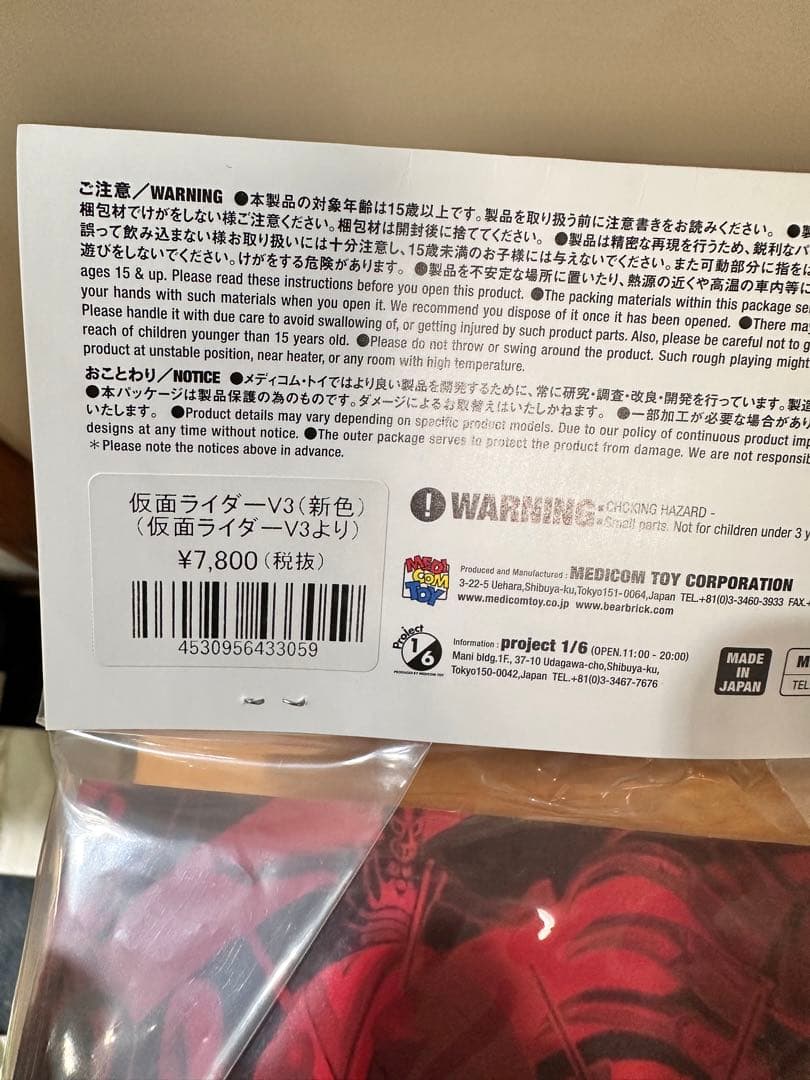 ご注意／WARNING ●本製品の対象年齢は15歳以上です。製品を取り扱う前に注意書きをお読みください。 ●製
梱包材でけがをしない様ご注意ください。梱包材は開封後に捨ててください。 ●製品は精密な再現を行うため、鋭利なパ
誤って飲み込まない様お取り扱いには十分注意し、15歳未満のお子様には与えないでください。また可動部分に指をは
遊びをしないでください。けがをする危険があります。 ●製品を不安定な場所に置いたり、熱源の近くや高温の車内等に
ages 15 & up. Please read these instructions before you open this product. ●The packing materials within this package se
your hands with such materials when you open it. We recommend you dispose of it once it has been opened. ●There ma
Please handle it with due care to avoid swallowing of, or getting injured by such product parts. Also, please be careful not to g
reach of children younger than 15 years old. ●Please do not throw or swing around the product. Such rough playing might
product at unstable position, near heater, or any room with high temperature.
おことわり／NOTICE ●メディコム・トイではより良い製品を開発するために、常に研究・調査・改良・開発を行っています。製造
●本パッケージは製品保護の為のものです。ダメージによるお取替えはいたしかねます。 ●一部加工が必要な場合があり
いたします。 ●Product details may vary depending on specific product models. Due to our policy of continuous product imp
designs at any time without notice. ●The outer package serves to protect the product from damage. We are not responsib
＊Please note the notices above in advance.
仮面ライダーV3（新色）
（仮面ライダーV3より）
¥7,800（税抜）
4530956433059
! WARNING: CHOKING HAZARD -
Small parts. Not for children under 3 y
MEDI COM TOY
Produced and Manufactured : MEDICOM TOY CORPORATION
3-22-5 Uehara,Shibuya-ku,Tokyo151-0064,Japan TEL.+81(0)3-3460-3933 FAX.+
www.medicomtoy.co.jp www.bearbrick.com
Project 1/6
PRODUCED BY MEDICOM TOY
Information : project 1/6 (OPEN.11:00 - 20:00)
Mani bldg.1F., 37-10 Udagawa-cho,Shibuya-ku,
Tokyo150-0042,Japan TEL.+81(0)3-3467-7676
MADE
IN
JAPAN
M
TEL